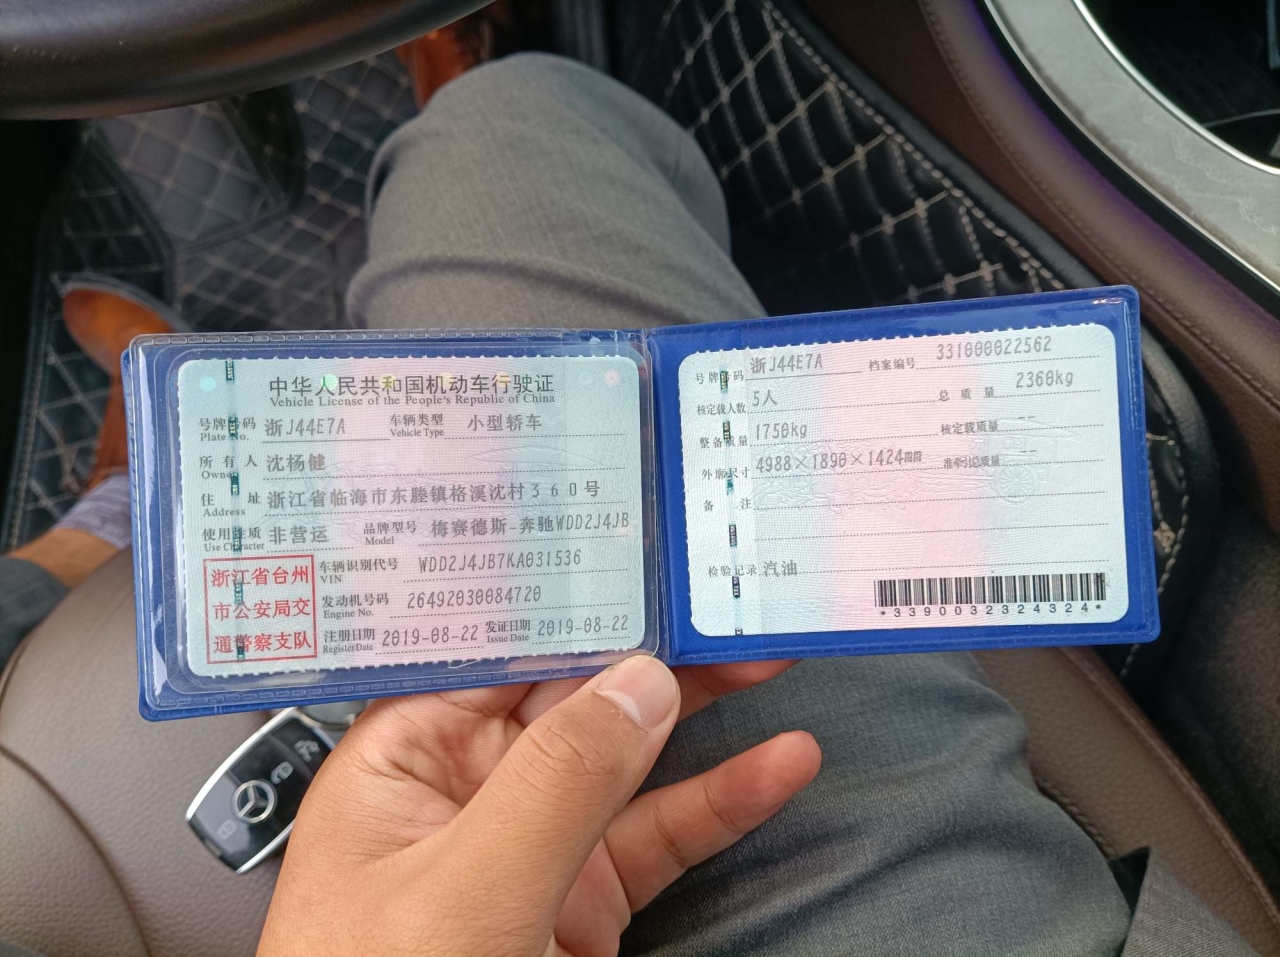 中华人民共和国机动车行驶证
Vehicle License of the People's Republic of China
号牌号码 浙J44E7A 车辆类型 小型轿车
Plate No. Vehicle Type
所有人 沈杨健
Owner
住址 浙江省临海市东塍镇格溪沈村360号
Address
使用性质 非营运 品牌型号 梅赛德斯-奔驰WDD2J4JB
Use Character Model
浙江省台州
市公安局交
通警察支队
车辆识别代号 WDD2J4JB7KA031536
VIN
发动机号码 26492030084720
Engine No.
注册日期 2019-08-22 发证日期 2019-08-22
Register Date Issue Date
号牌号码 浙J44E7A 档案编号 331000022562
核定载人数 5人 总质量 2360kg
整备质量 1750kg 核定载质量 --
外廓尺寸 4988×1890×1424 准牵引总质量 --
备注
检验记录 汽油
*3390032324324*